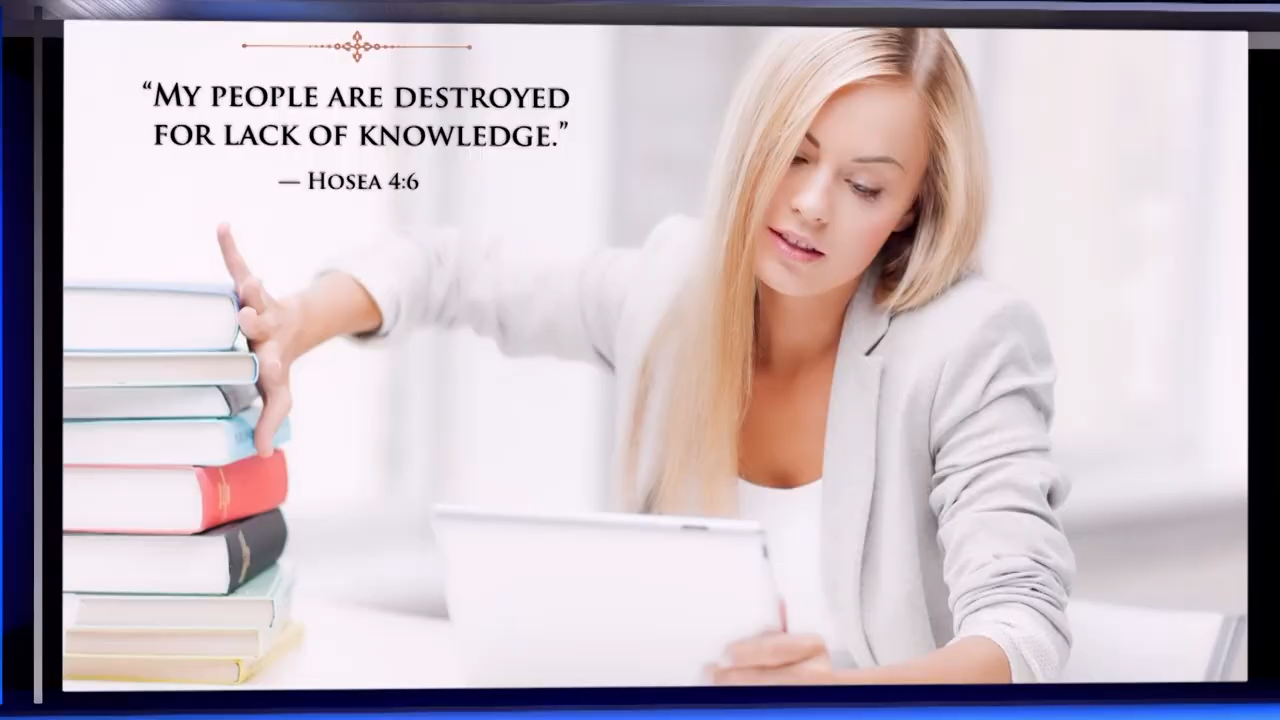 “My people are destroyed
for lack of knowledge.”
— Hosea 4:6